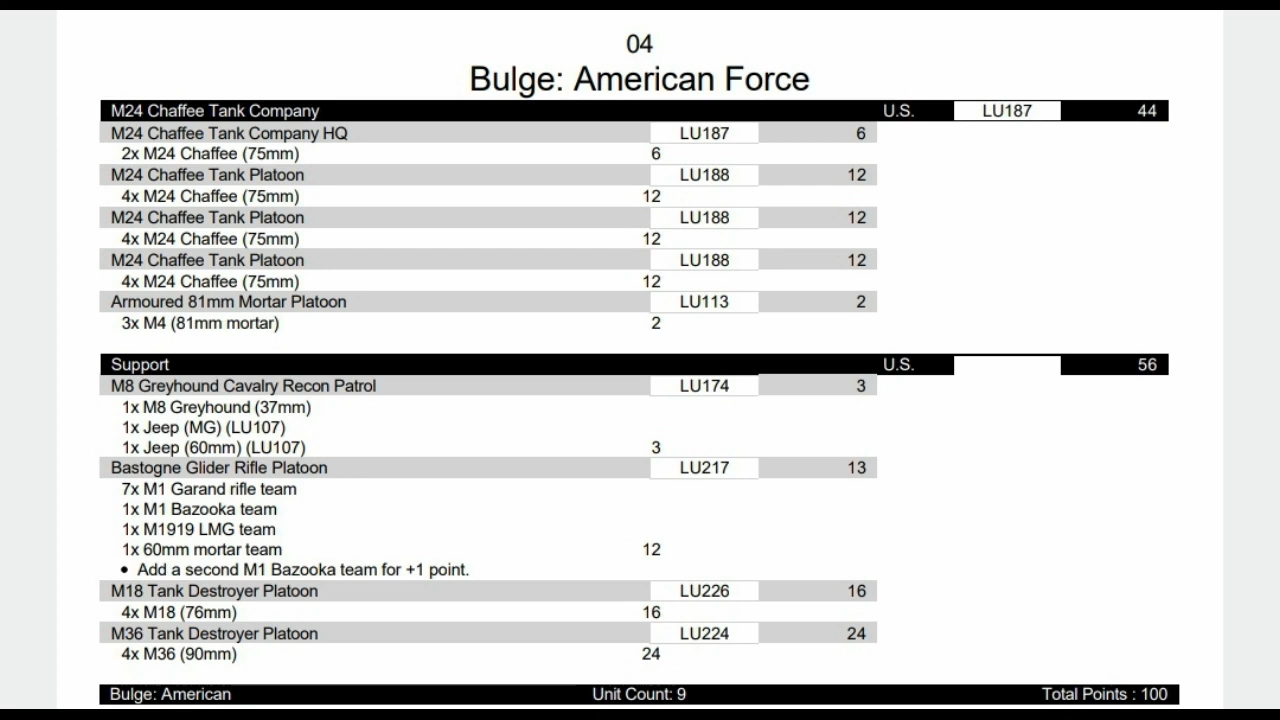 04
Bulge: American Force
M24 Chaffee Tank Company U.S. LU187 44
M24 Chaffee Tank Company HQ LU187 6
2x M24 Chaffee (75mm) 6
M24 Chaffee Tank Platoon LU188 12
4x M24 Chaffee (75mm) 12
M24 Chaffee Tank Platoon LU188 12
4x M24 Chaffee (75mm) 12
M24 Chaffee Tank Platoon LU188 12
4x M24 Chaffee (75mm) 12
Armoured 81mm Mortar Platoon LU113 2
3x M4 (81mm mortar) 2
Support U.S. 56
M8 Greyhound Cavalry Recon Patrol LU174 3
1x M8 Greyhound (37mm)
1x Jeep (MG) (LU107)
1x Jeep (60mm) (LU107) 3
Bastogne Glider Rifle Platoon LU217 13
7x M1 Garand rifle team
1x M1 Bazooka team
1x M1919 LMG team
1x 60mm mortar team 12
• Add a second M1 Bazooka team for +1 point.
M18 Tank Destroyer Platoon LU226 16
4x M18 (76mm) 16
M36 Tank Destroyer Platoon LU224 24
4x M36 (90mm) 24
Bulge: American Unit Count: 9 Total Points : 100